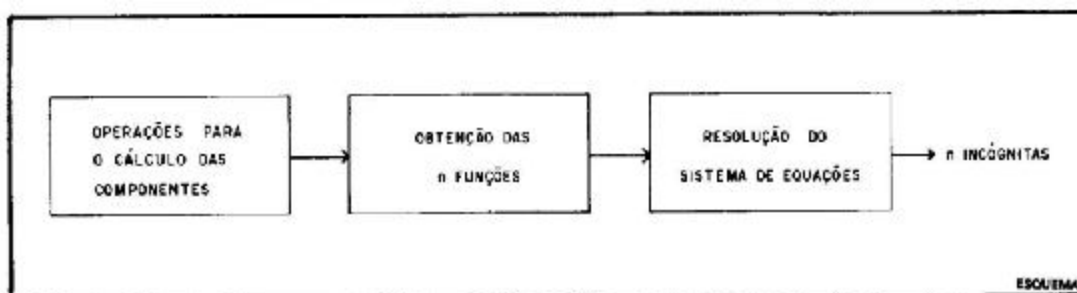 OPERAÇÕES PARA
O CÁLCULO DAS
COMPONENTES
OBTENÇÃO DAS
n FUNÇÕES
RESOLUÇÃO DO
SISTEMA DE EQUAÇÕES
n INCÓGNITAS
ESQUEMA